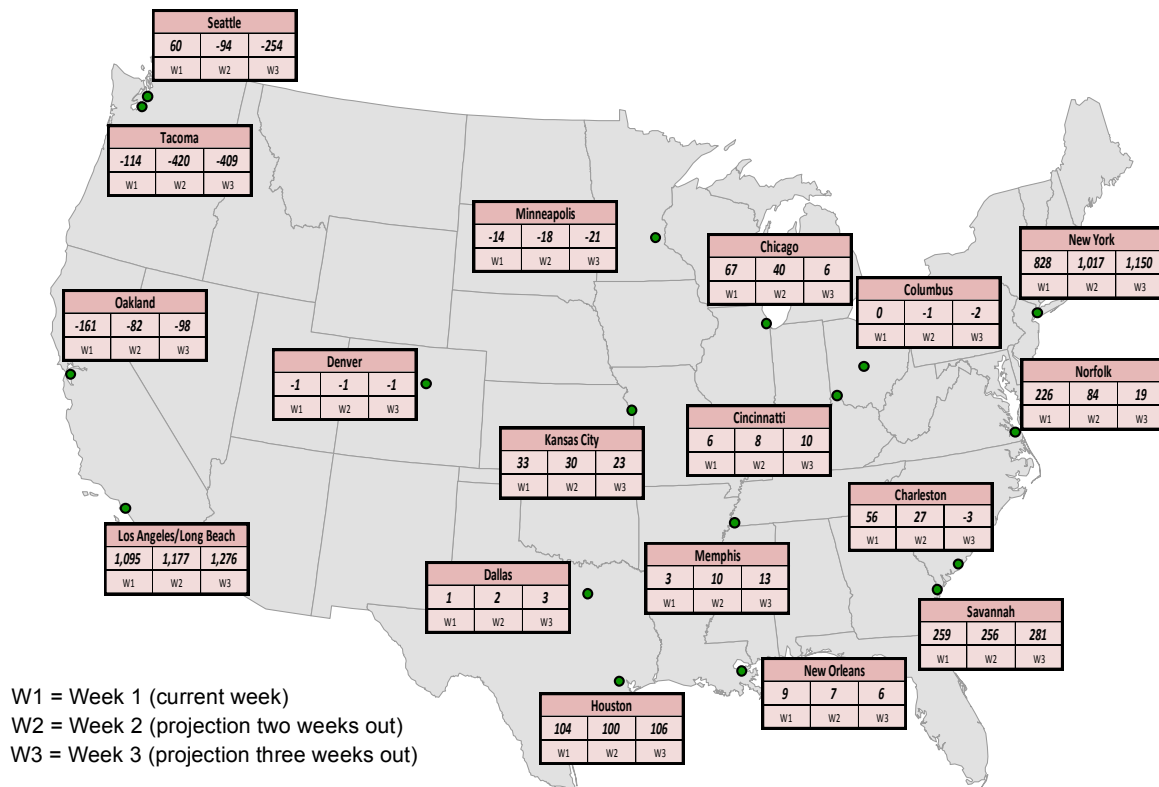 Seattle
60 -94 -254
W1 W2 W3
Tacoma
-114 -420 -409
W1 W2 W3
Minneapolis
-14 -18 -21
W1 W2 W3
Chicago
67 40 6
W1 W2 W3
New York
828 1,017 1,150
W1 W2 W3
Columbus
0 -1 -2
W1 W2 W3
Oakland
-161 -82 -98
W1 W2 W3
Denver
-1 -1 -1
W1 W2 W3
Norfolk
226 84 19
W1 W2 W3
Cincinnatti
6 8 10
W1 W2 W3
Kansas City
33 30 23
W1 W2 W3
Charleston
56 27 -3
W1 W2 W3
Los Angeles/Long Beach
1,095 1,177 1,276
W1 W2 W3
Memphis
3 10 13
W1 W2 W3
Dallas
1 2 3
W1 W2 W3
Savannah
259 256 281
W1 W2 W3
New Orleans
9 7 6
W1 W2 W3
Houston
104 100 106
W1 W2 W3
W1 = Week 1 (current week)
W2 = Week 2 (projection two weeks out)
W3 = Week 3 (projection three weeks out)